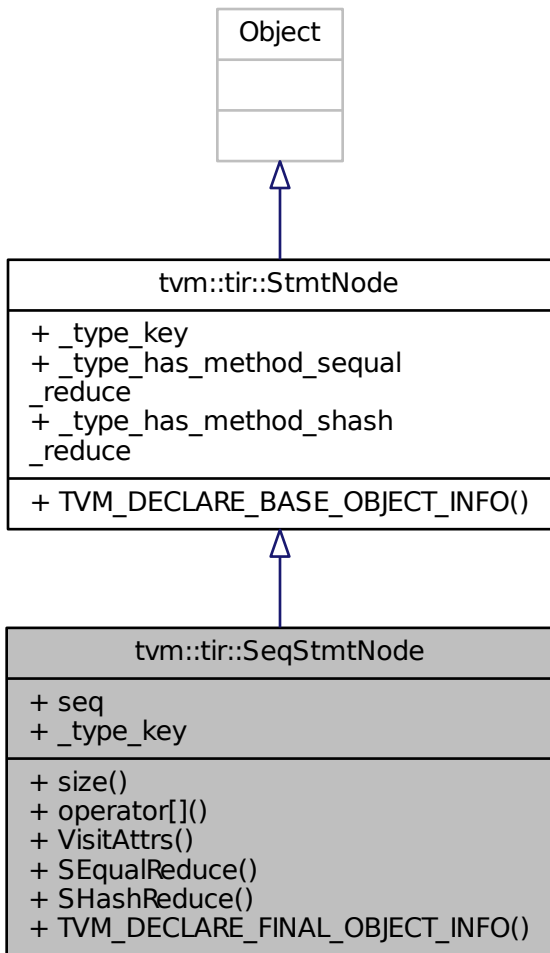 Object
tvm::tir::StmtNode
+ _type_key
+ _type_has_method_sequal
_reduce
+ _type_has_method_shash
_reduce
+ TVM_DECLARE_BASE_OBJECT_INFO()
tvm::tir::SeqStmtNode
+ seq
+ _type_key
+ size()
+ operator[]()
+ VisitAttrs()
+ SEqualReduce()
+ SHashReduce()
+ TVM_DECLARE_FINAL_OBJECT_INFO()